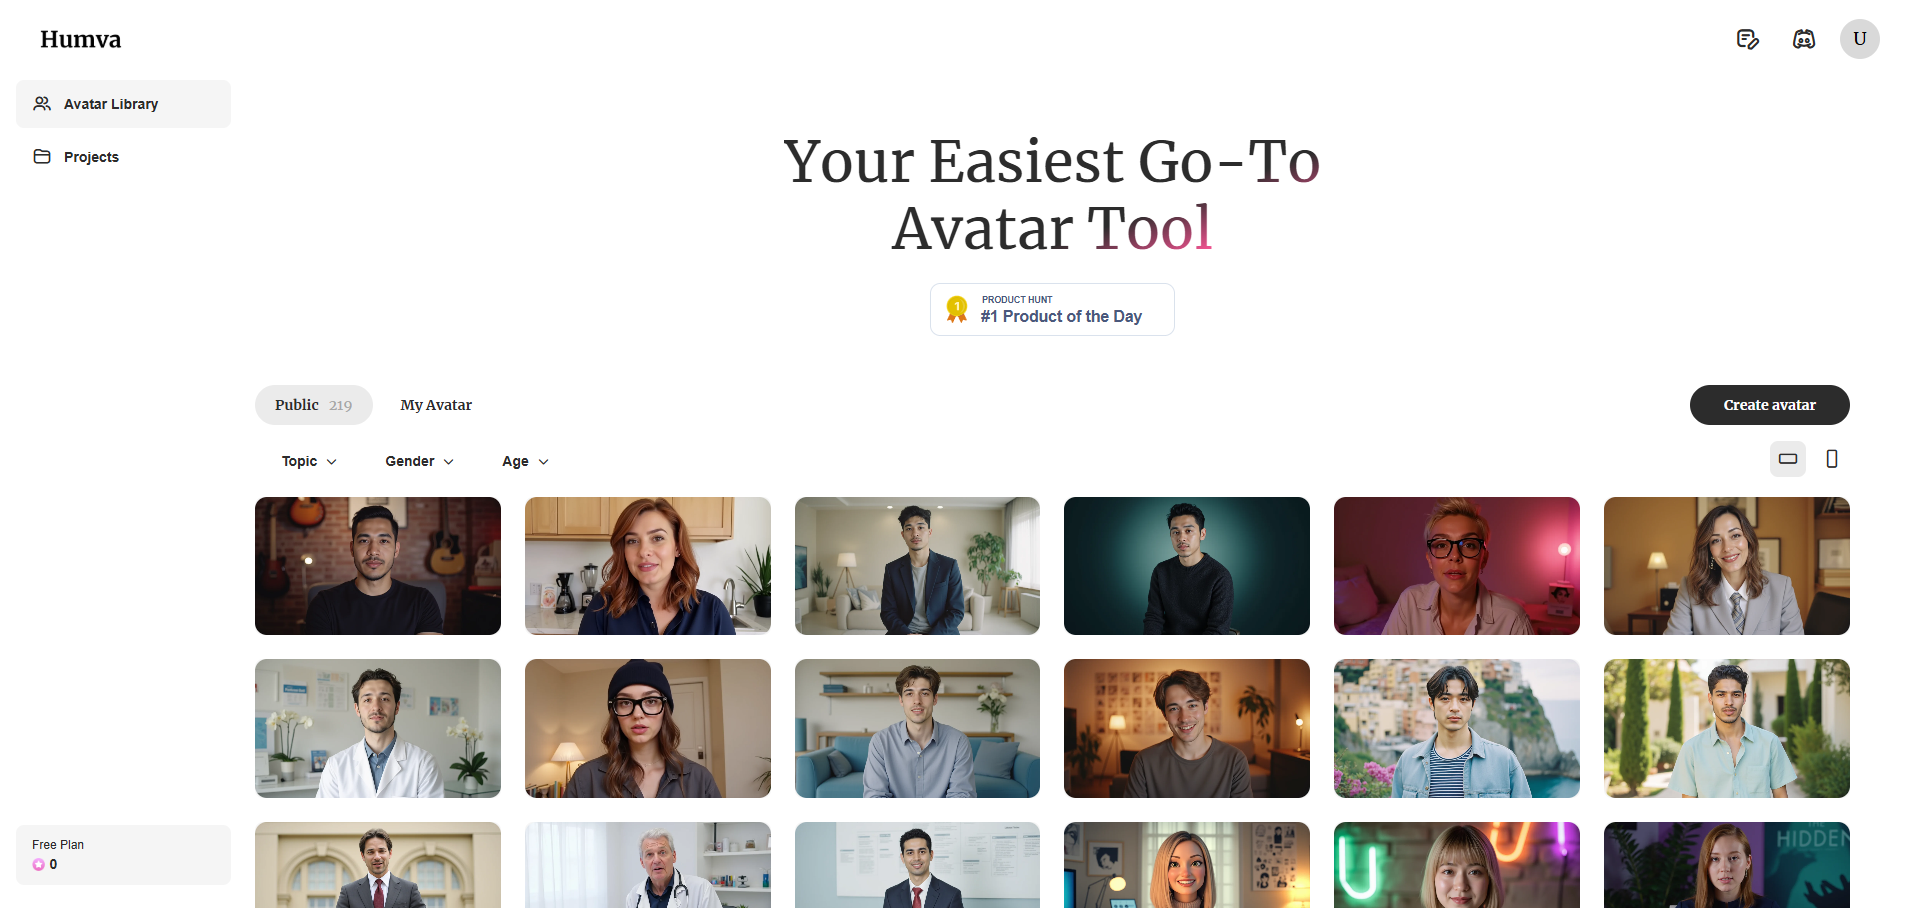 Humva
U
Avatar Library
Projects
Your Easiest Go-To
Avatar Tool
1
PRODUCT HUNT
#1 Product of the Day
Public 219
My Avatar
Create avatar
Topic
Gender
Age
HIDDEN
Free Plan
0